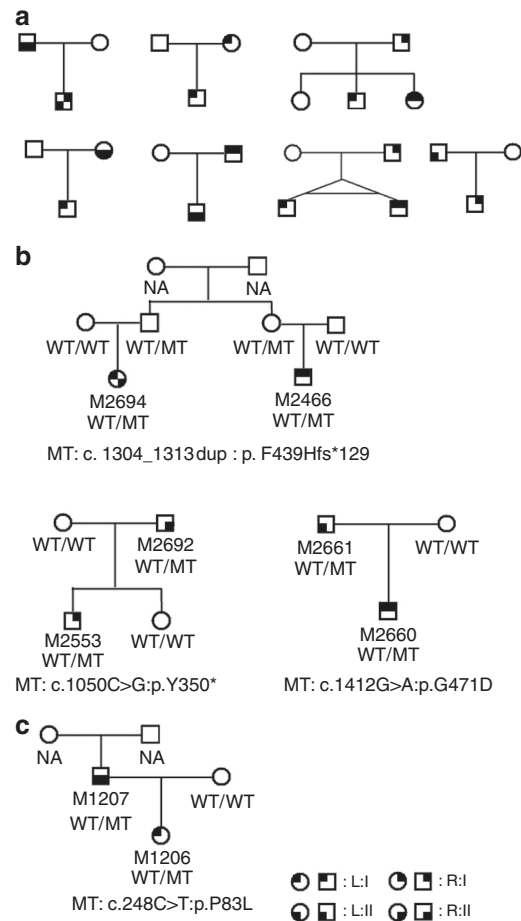 a
b
NA NA
WT/WT WT/MT WT/MT WT/WT
M2694 M2466
WT/MT WT/MT
MT: c. 1304_1313 dup : p. F439Hfs*129
WT/WT M2692
WT/MT
M2553 WT/WT
WT/MT
MT: c.1050C>G:p.Y350*
M2661 WT/WT
WT/MT
M2660
WT/MT
MT: c.1412G>A:p.G471D
c
NA NA
M1207 WT/WT
WT/MT
M1206
WT/MT
MT: c.248C>T:p.P83L
: L:I : R:I
: L:II : R:II